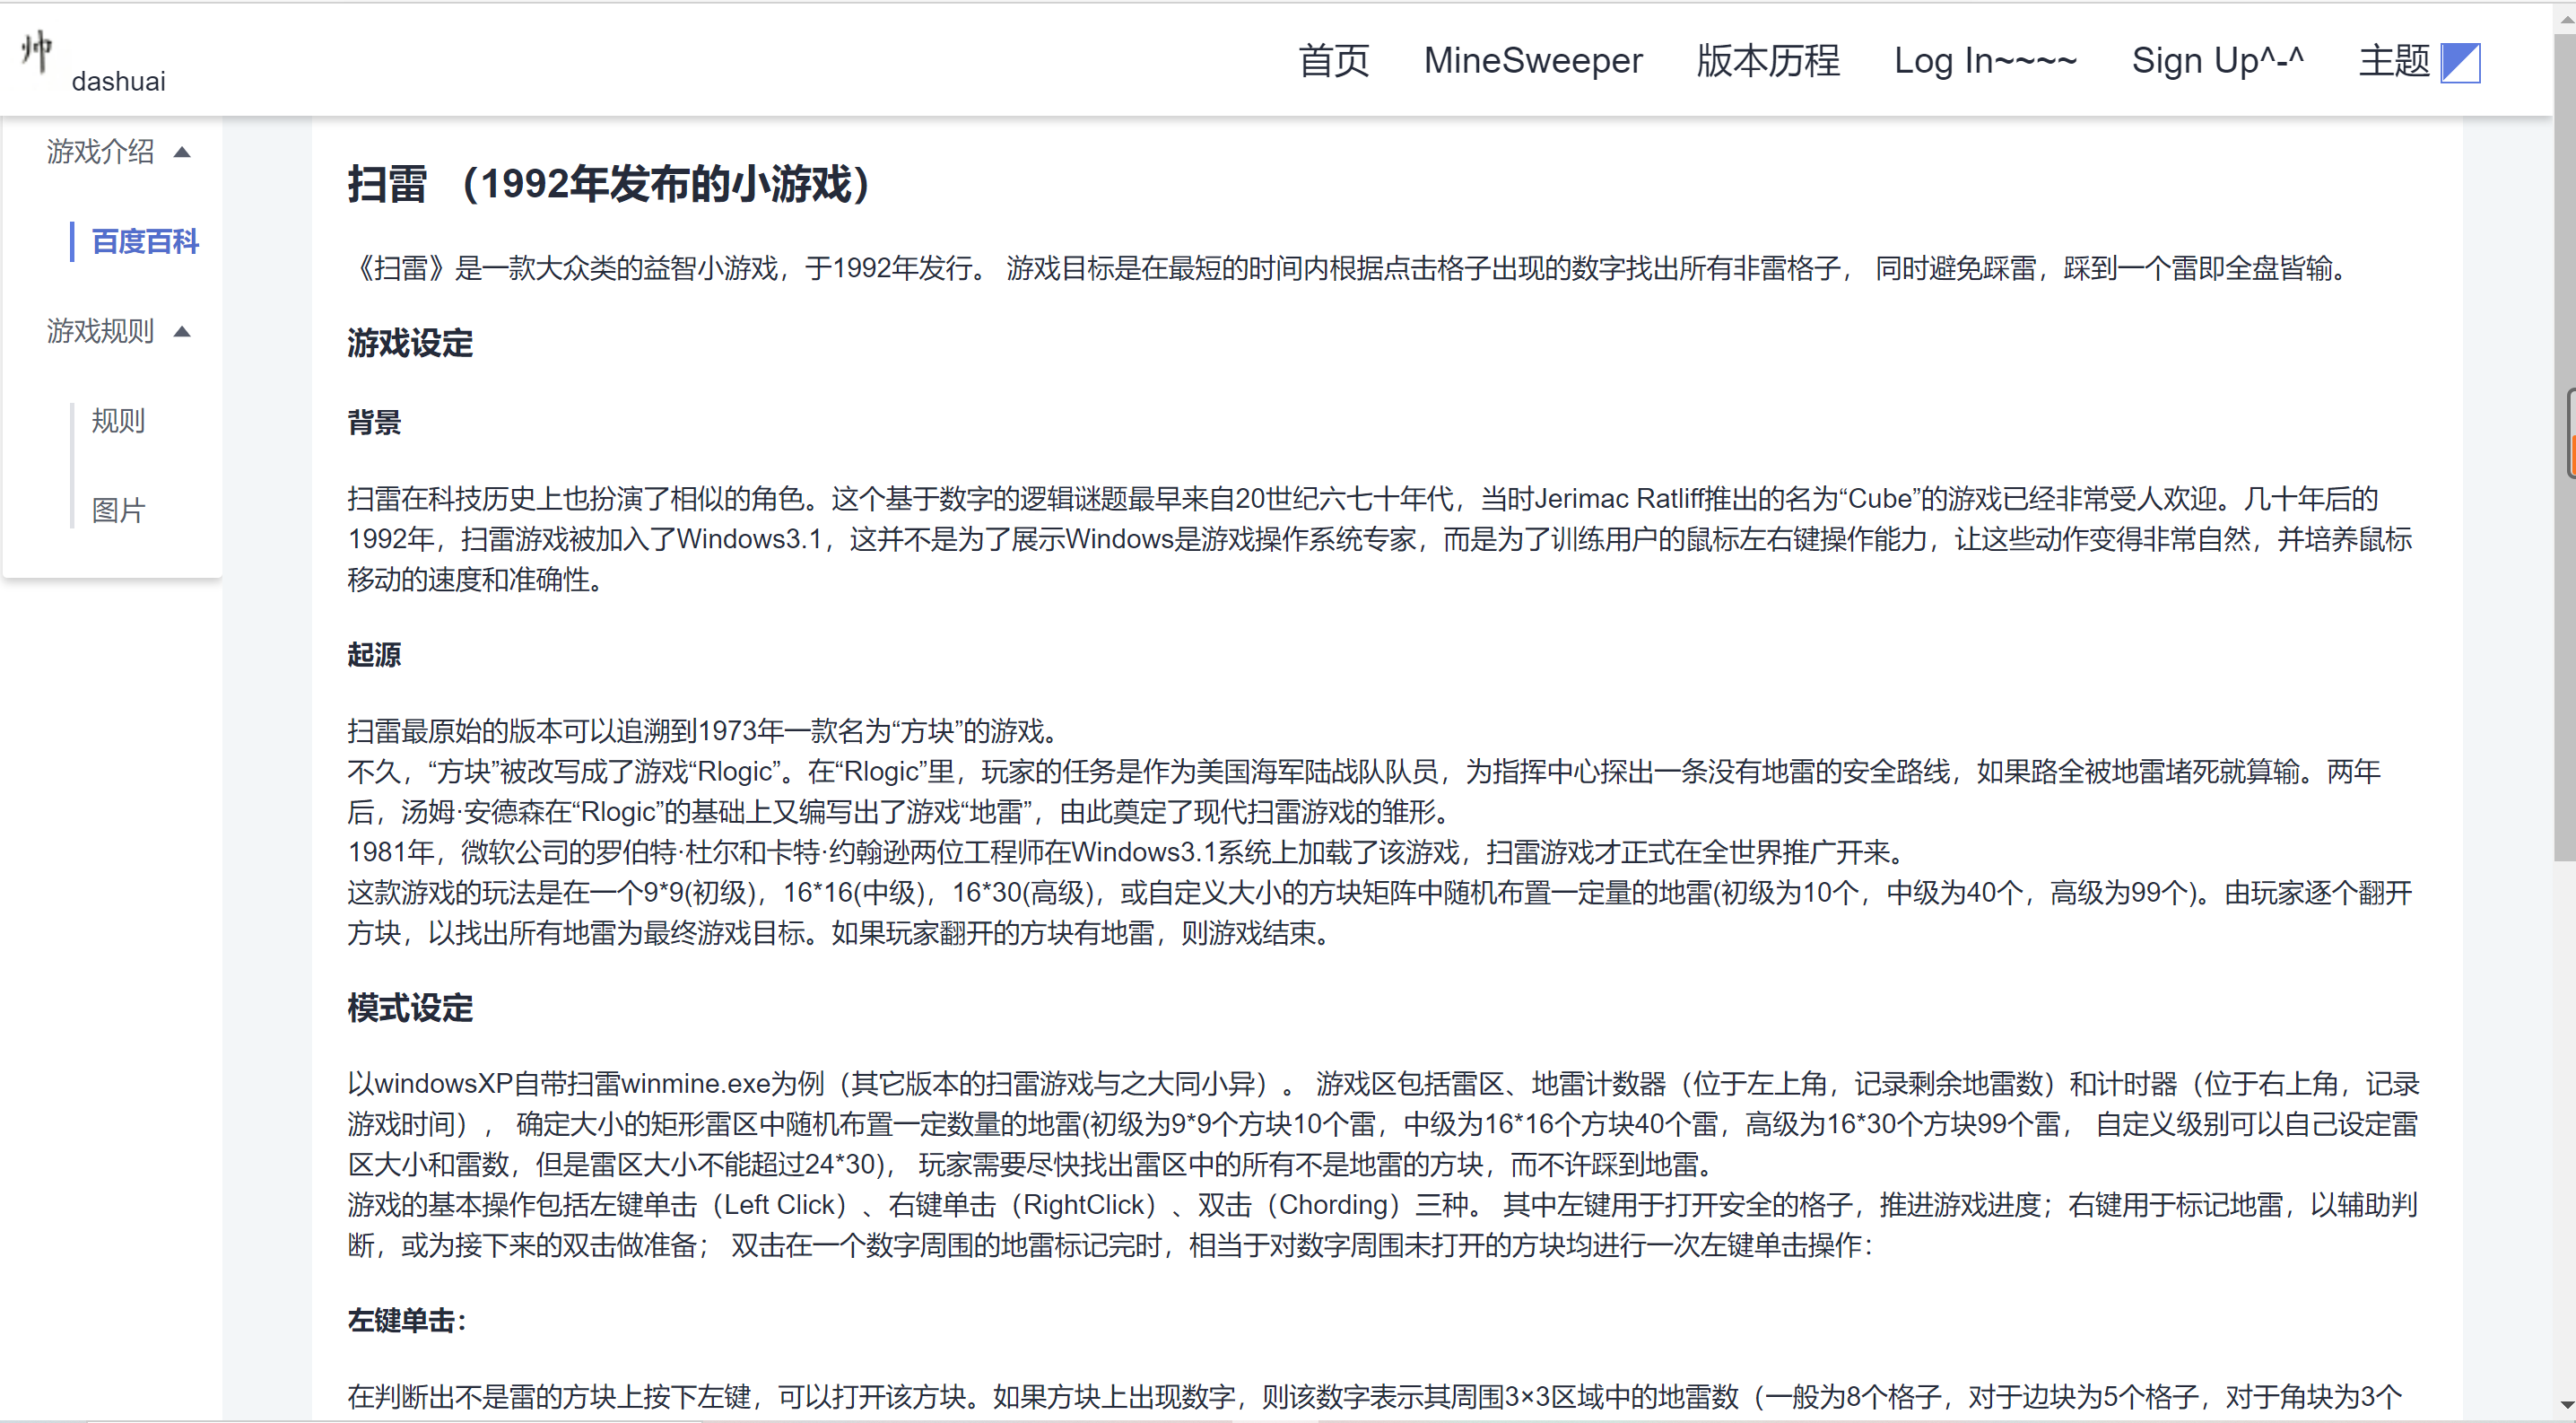 帅
dashuai
首页 MineSweeper 版本历程 Log In~~~~ Sign Up^-^ 主题
游戏介绍
百度百科
游戏规则
规则
图片
扫雷 （1992年发布的小游戏）
《扫雷》是一款大众类的益智小游戏，于1992年发行。 游戏目标是在最短的时间内根据点击格子出现的数字找出所有非雷格子， 同时避免踩雷，踩到一个雷即全盘皆输。
游戏设定
背景
扫雷在科技历史上也扮演了相似的角色。这个基于数字的逻辑谜题最早来自20世纪六七十年代，当时Jerimac Ratliff推出的名为“Cube”的游戏已经非常受人欢迎。几十年后的
1992年，扫雷游戏被加入了Windows3.1，这并不是为了展示Windows是游戏操作系统专家，而是为了训练用户的鼠标左右键操作能力，让这些动作变得非常自然，并培养鼠标
移动的速度和准确性。
起源
扫雷最原始的版本可以追溯到1973年一款名为“方块”的游戏。
不久，“方块”被改写成了游戏“Rlogic”。在“Rlogic”里，玩家的任务是作为美国海军陆战队队员，为指挥中心探出一条没有地雷的安全路线，如果路全被地雷堵死就算输。两年
后，汤姆·安德森在“Rlogic”的基础上又编写出了游戏“地雷”，由此奠定了现代扫雷游戏的雏形。
1981年，微软公司的罗伯特·杜尔和卡特·约翰逊两位工程师在Windows3.1系统上加载了该游戏，扫雷游戏才正式在全世界推广开来。
这款游戏的玩法是在一个9*9(初级)，16*16(中级)，16*30(高级)，或自定义大小的方块矩阵中随机布置一定量的地雷(初级为10个，中级为40个，高级为99个)。由玩家逐个翻开
方块，以找出所有地雷为最终游戏目标。如果玩家翻开的方块有地雷，则游戏结束。
模式设定
以windowsXP自带扫雷winmine.exe为例（其它版本的扫雷游戏与之大同小异）。 游戏区包括雷区、地雷计数器（位于左上角，记录剩余地雷数）和计时器（位于右上角，记录
游戏时间）， 确定大小的矩形雷区中随机布置一定数量的地雷(初级为9*9个方块10个雷，中级为16*16个方块40个雷，高级为16*30个方块99个雷， 自定义级别可以自己设定雷
区大小和雷数，但是雷区大小不能超过24*30)， 玩家需要尽快找出雷区中的所有不是地雷的方块，而不许踩到地雷。
游戏的基本操作包括左键单击（Left Click）、右键单击（RightClick）、双击（Chording）三种。 其中左键用于打开安全的格子，推进游戏进度；右键用于标记地雷，以辅助判
断，或为接下来的双击做准备； 双击在一个数字周围的地雷标记完时，相当于对数字周围未打开的方块均进行一次左键单击操作：
左键单击：
在判断出不是雷的方块上按下左键，可以打开该方块。如果方块上出现数字，则该数字表示其周围3×3区域中的地雷数（一般为8个格子，对于边块为5个格子，对于角块为3个